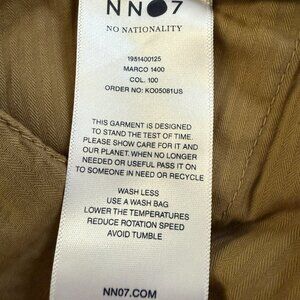 NN●7
NO NATIONALITY
1951400125
MARCO 1400
COL. 100
ORDER NO: KO05081US
THIS GARMENT IS DESIGNED
TO STAND THE TEST OF TIME.
PLEASE SHOW CARE FOR IT AND
OUR PLANET. WHEN NO LONGER
NEEDED OR USEFUL PASS IT ON
TO SOMEONE IN NEED OR RECYCLE
WASH LESS
USE A WASH BAG
LOWER THE TEMPERATURES
REDUCE ROTATION SPEED
AVOID TUMBLE
NN07.COM